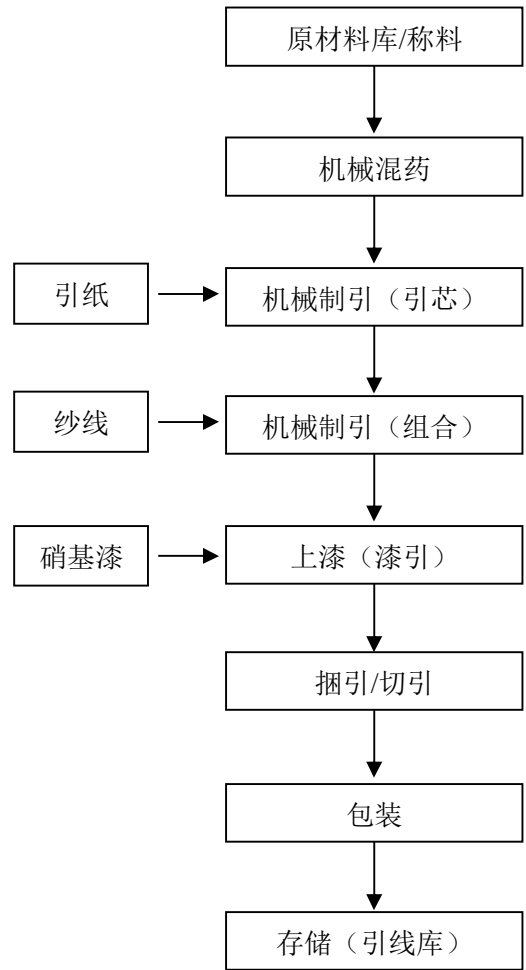 原材料库/称料
机械混药
引纸
机械制引（引芯）
纱线
机械制引（组合）
硝基漆
上漆（漆引）
捆引/切引
包装
存储（引线库）